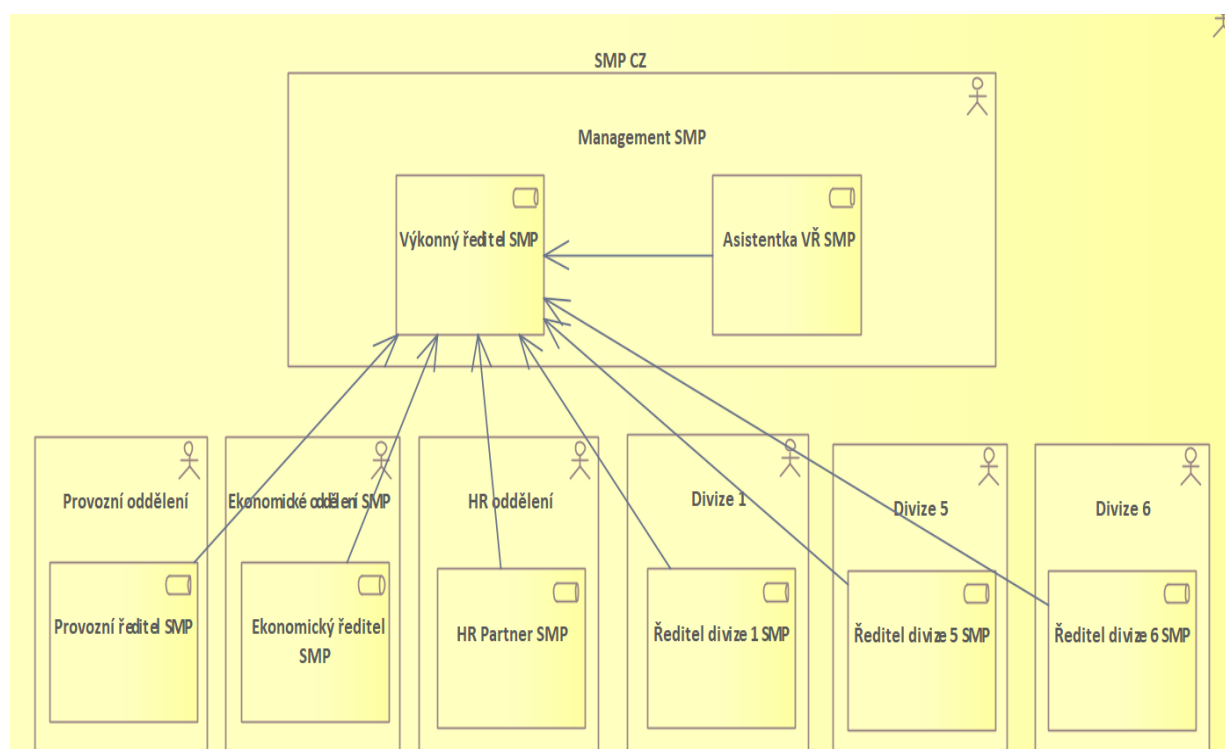 SMP CZ
Management SMP
Výkonný ředitel SMP
Asistentka VŘ SMP
Provozní oddělení
Ekonomické oddělení SMP
HR oddělení
Divize 1
Divize 5
Divize 6
Provozní ředitel SMP
Ekonomický ředitel
SMP
HR Partner SMP
Ředitel divize 1 SMP
Ředitel divize 5 SMP
Ředitel divize 6 SMP